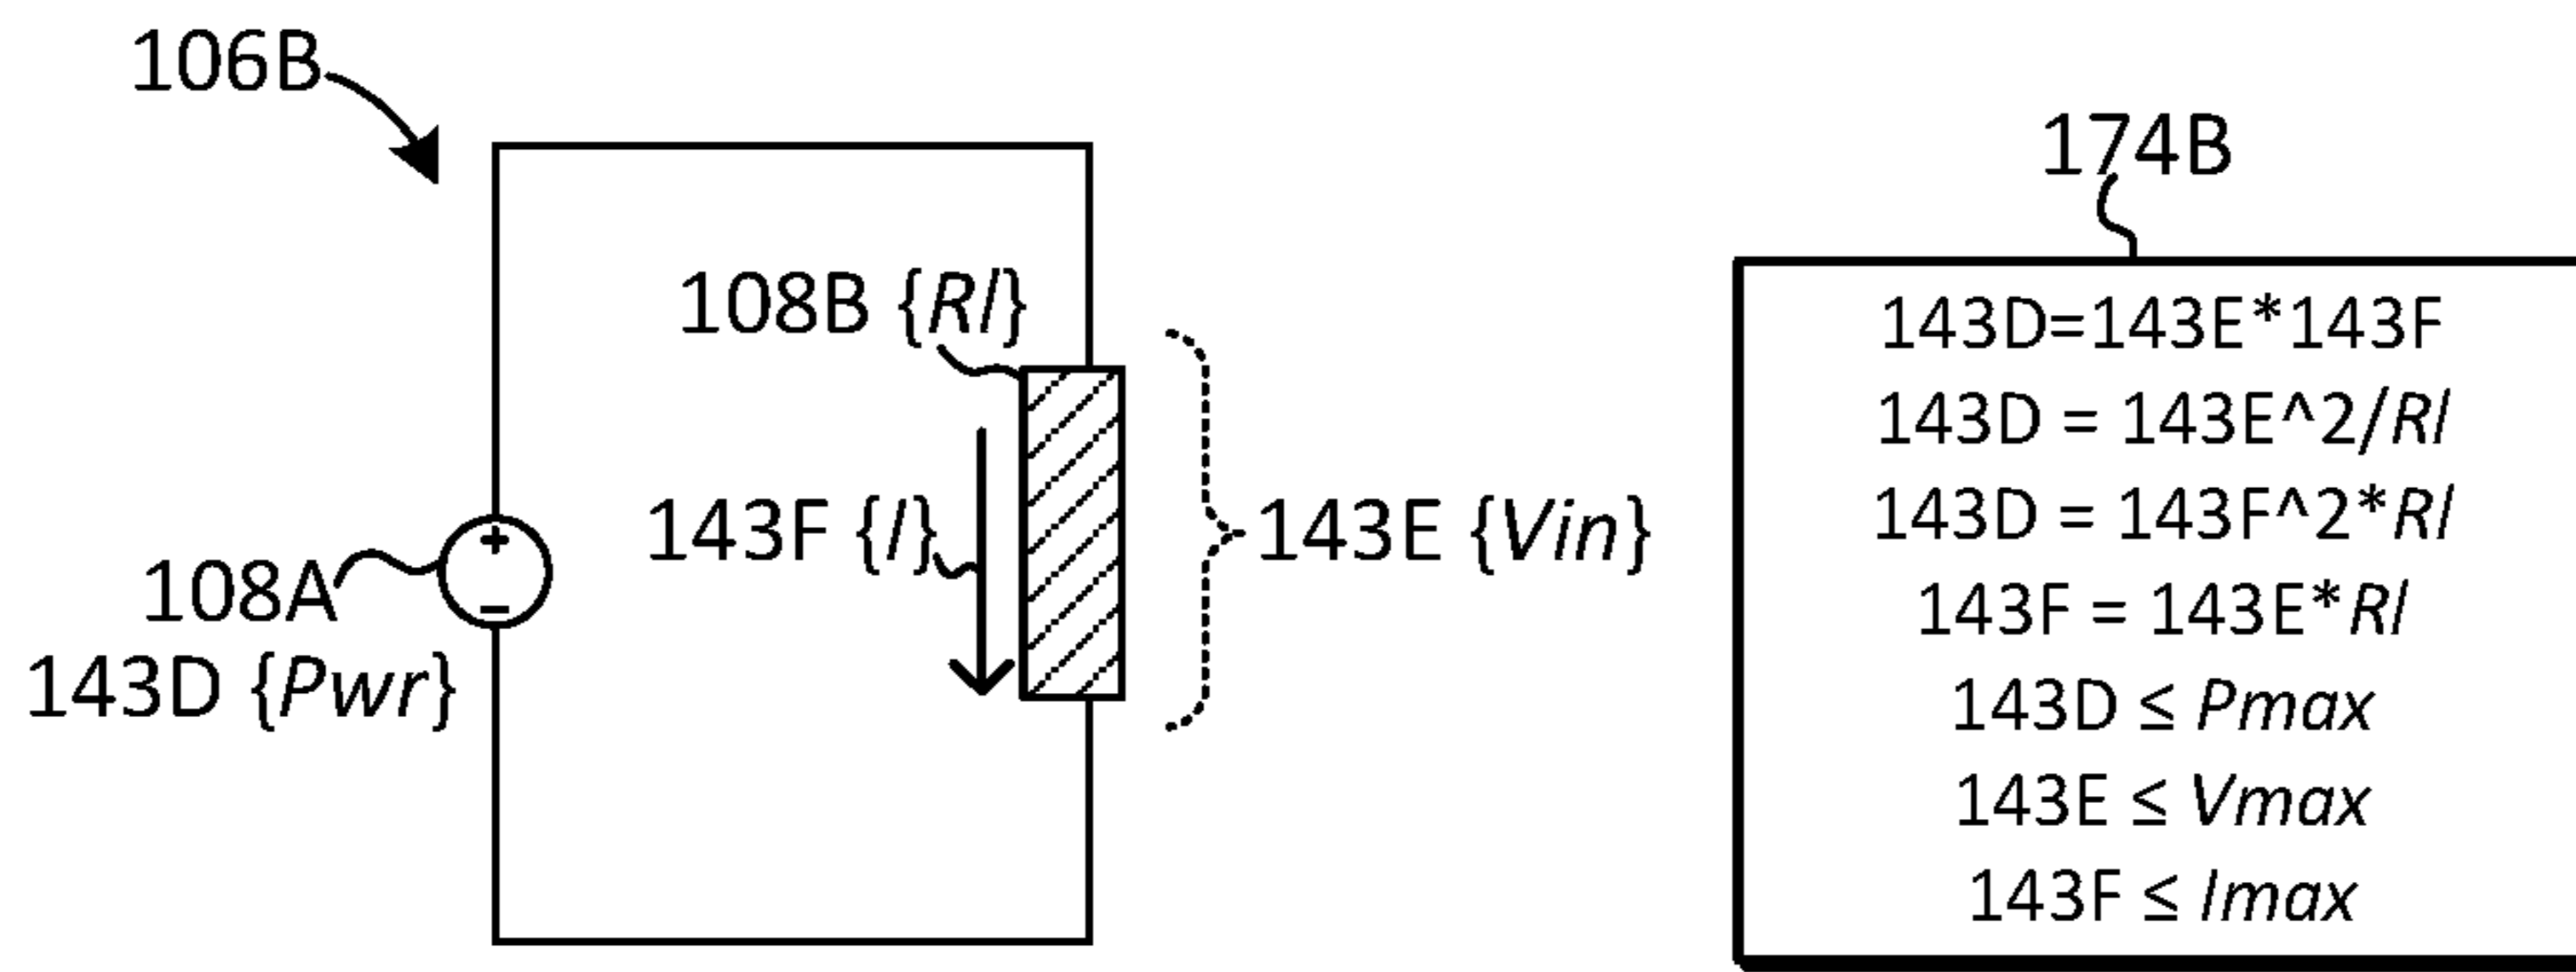 106B
108B {Rl}
143F {I}
143E {Vin}
+
−
108A
143D {Pwr}
174B
143D=143E*143F
143D = 143E^2/Rl
143D = 143F^2*Rl
143F = 143E*Rl
143D ≤ Pmax
143E ≤ Vmax
143F ≤ Imax